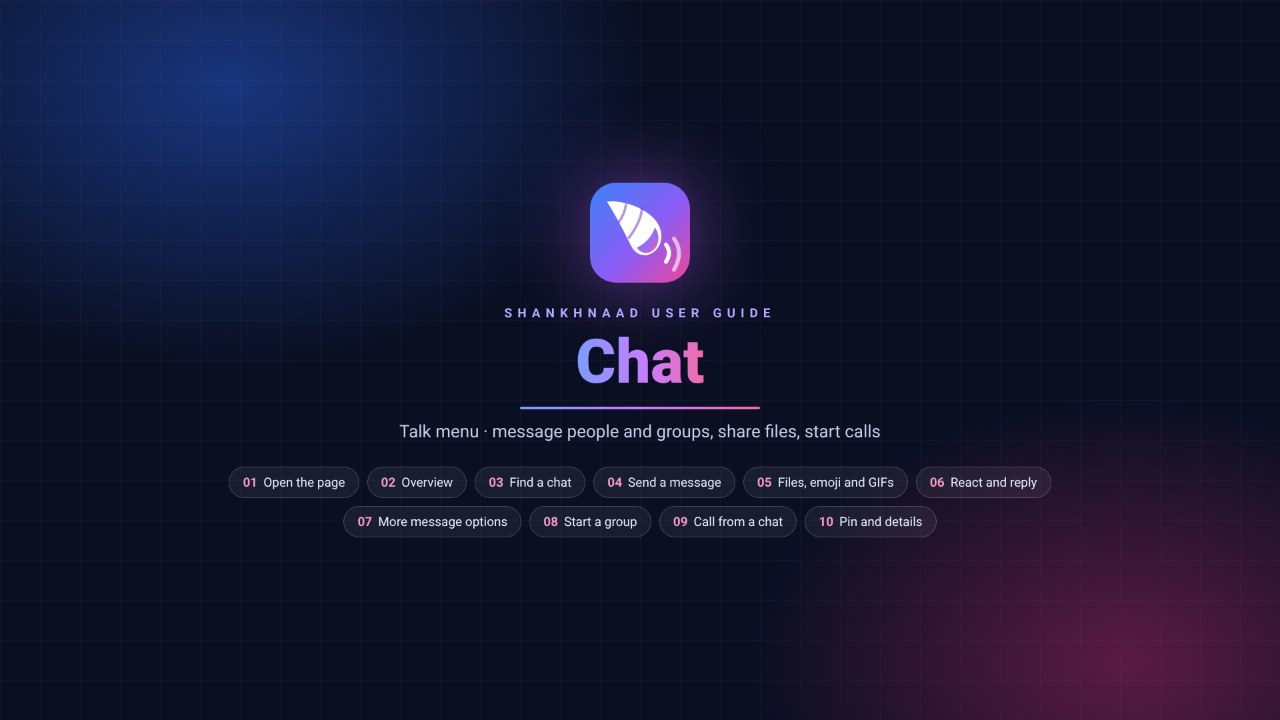 SHANKHNAAD USER GUIDE
Chat
Talk menu · message people and groups, share files, start calls
01 Open the page 02 Overview 03 Find a chat 04 Send a message 05 Files, emoji and GIFs 06 React and reply
07 More message options 08 Start a group 09 Call from a chat 10 Pin and details